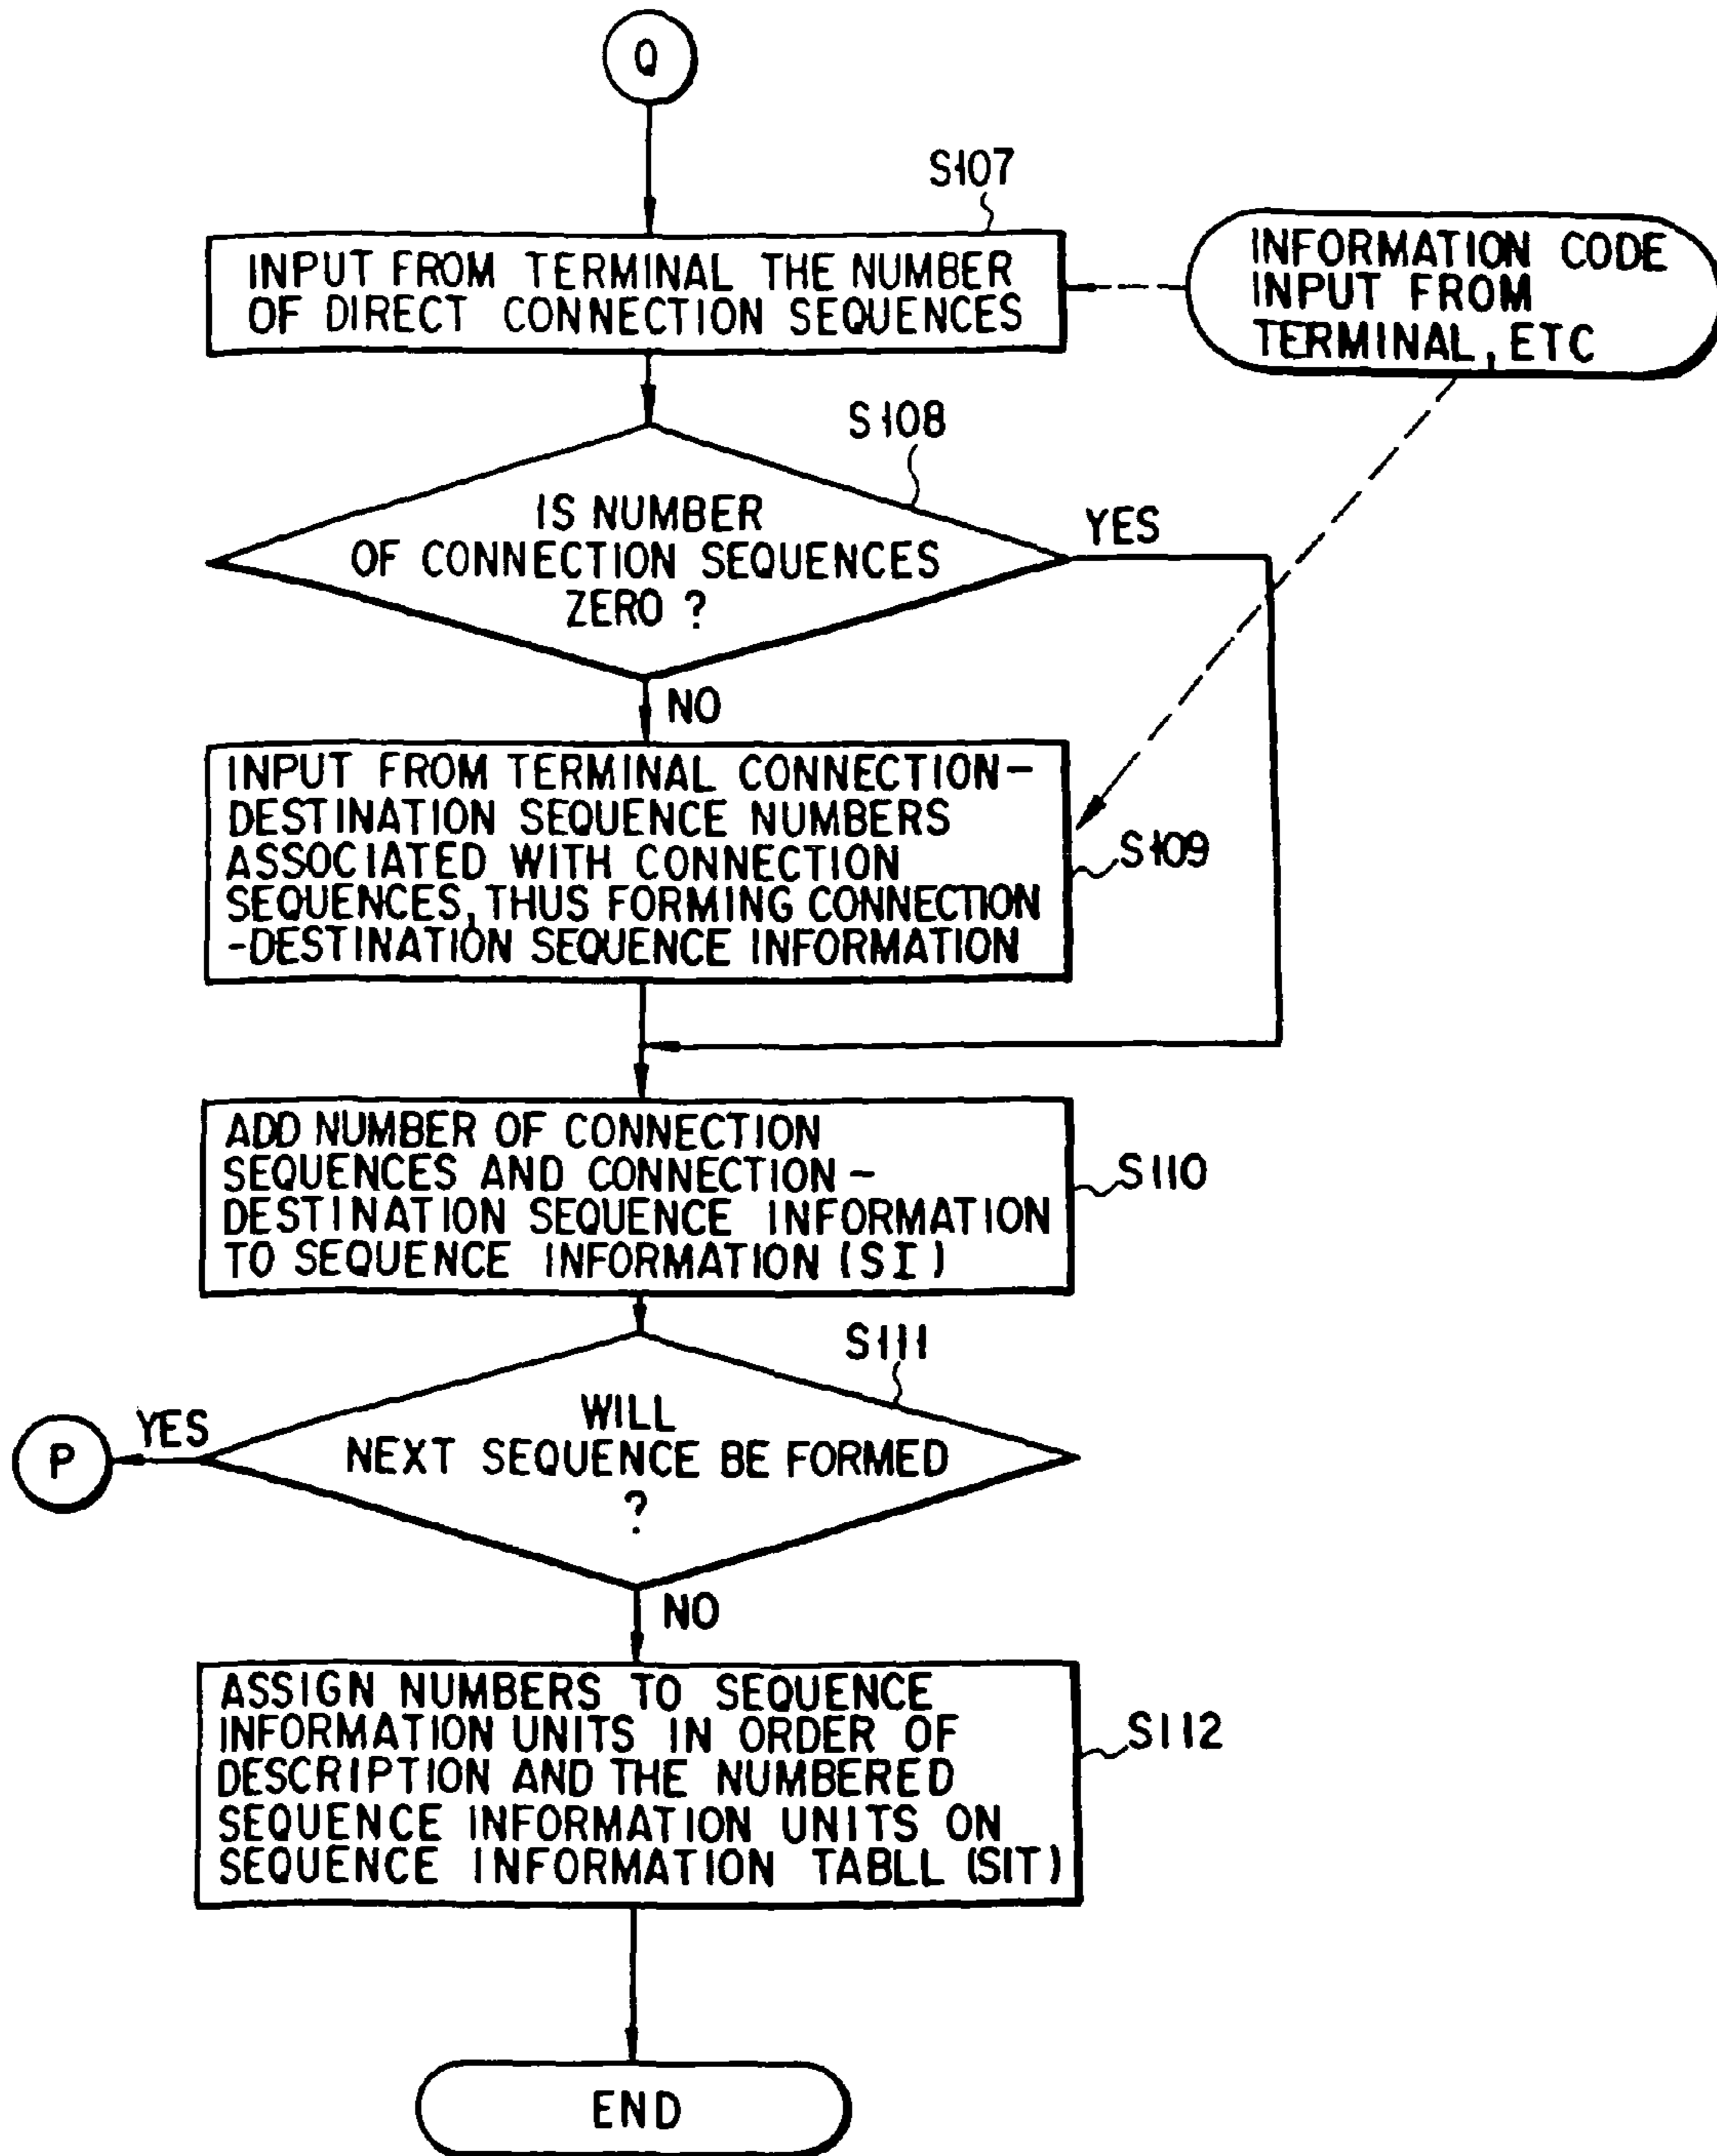 Q
S107
INPUT FROM TERMINAL THE NUMBER
OF DIRECT CONNECTION SEQUENCES
INFORMATION CODE
INPUT FROM
TERMINAL, ETC
S108
IS NUMBER
OF CONNECTION SEQUENCES
ZERO ?
YES
NO
INPUT FROM TERMINAL CONNECTION-
DESTINATION SEQUENCE NUMBERS
ASSOCIATED WITH CONNECTION
SEQUENCES, THUS FORMING CONNECTION
-DESTINATION SEQUENCE INFORMATION
S109
ADD NUMBER OF CONNECTION
SEQUENCES AND CONNECTION-
DESTINATION SEQUENCE INFORMATION
TO SEQUENCE INFORMATION (SI)
S110
S111
WILL
NEXT SEQUENCE BE FORMED
?
YES
P
NO
ASSIGN NUMBERS TO SEQUENCE
INFORMATION UNITS IN ORDER OF
DESCRIPTION AND THE NUMBERED
SEQUENCE INFORMATION UNITS ON
SEQUENCE INFORMATION TABLL (SIT)
S112
END